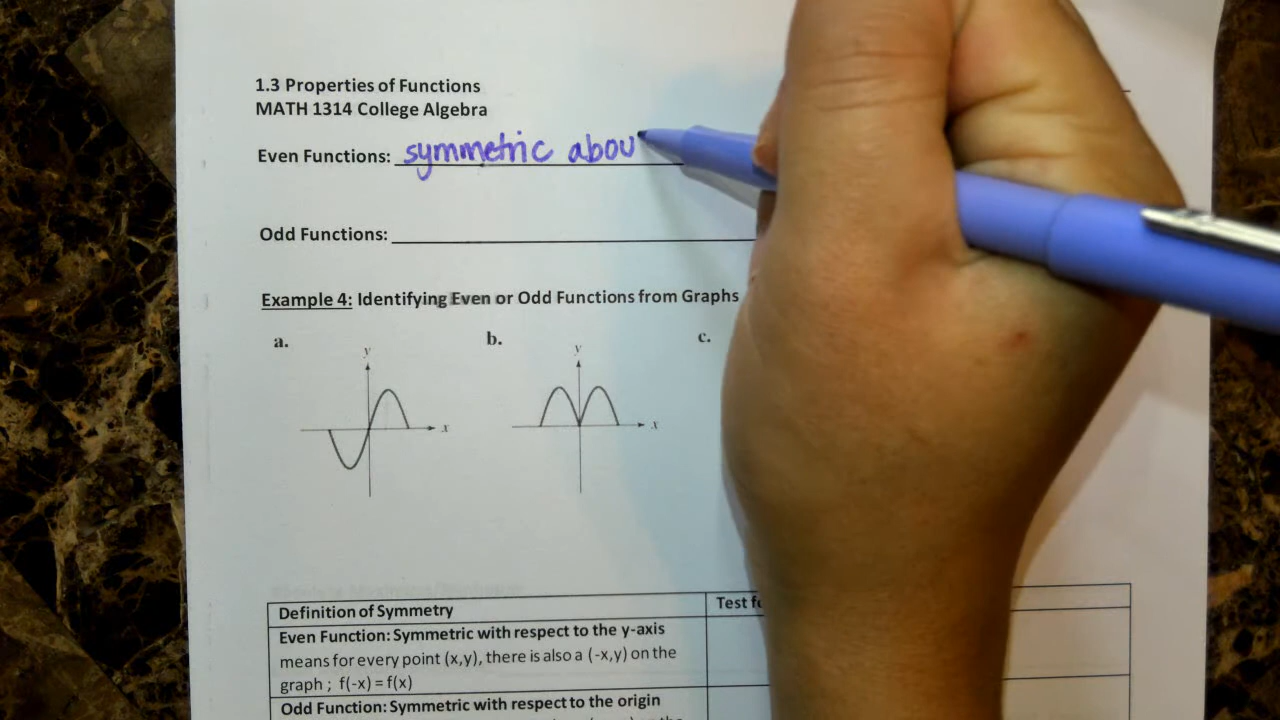 1.3 Properties of Functions
MATH 1314 College Algebra
Even Functions: symmetric abou
Odd Functions:
Example 4: Identifying Even or Odd Functions from Graphs
a. b. c.
y y
x x
Definition of Symmetry Test
Even Function: Symmetric with respect to the y-axis
means for every point (x,y), there is also a (-x,y) on the
graph ; f(-x) = f(x)
Odd Function: Symmetric with respect to the origin